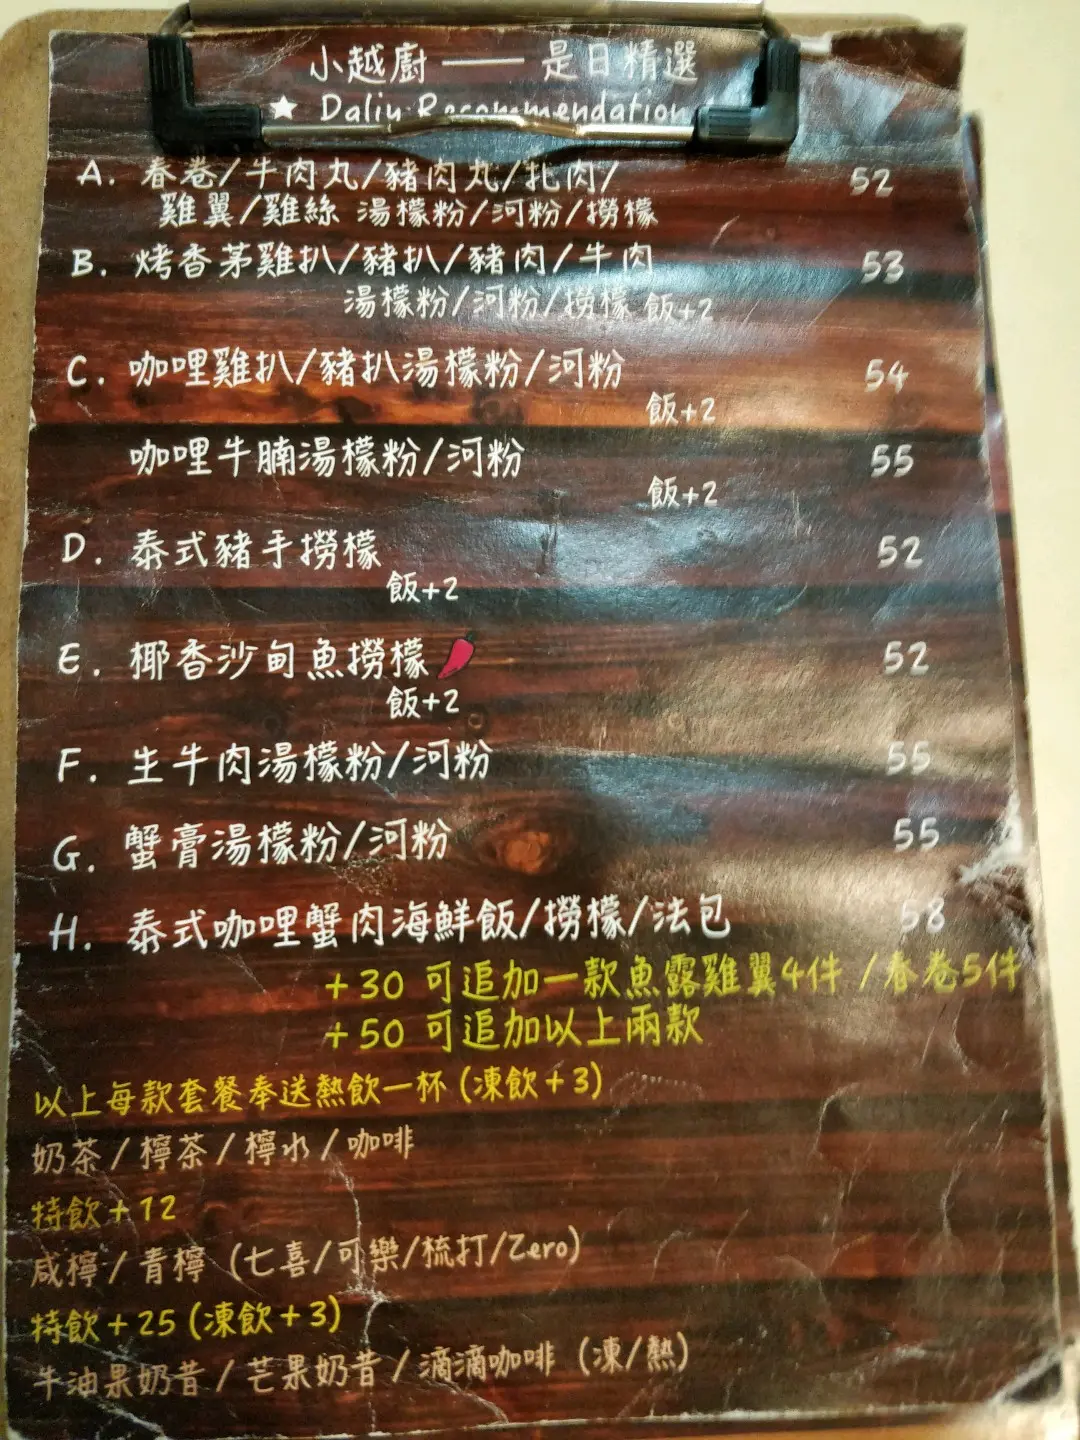 小越廚 —— 是日精選
★ Daily Recommendation
A. 春卷/牛肉丸/豬肉丸/扎肉/ 52
雞翼/雞絲 湯檬粉/河粉/撈檬
B. 烤香茅雞扒/豬扒/豬肉/牛肉 53
湯檬粉/河粉/撈檬 飯+2
C. 咖哩雞扒/豬扒湯檬粉/河粉 54
飯+2
咖哩牛腩湯檬粉/河粉 55
飯+2
D. 泰式豬手撈檬 52
飯+2
E. 椰香沙甸魚撈檬 52
飯+2
F. 生牛肉湯檬粉/河粉 55
G. 蟹膏湯檬粉/河粉 55
H. 泰式咖哩蟹肉海鮮飯/撈檬/法包 58
+30 可追加一款魚露雞翼4件 /春卷5件
+50 可追加以上兩款
以上每款套餐奉送熱飲一杯 (凍飲+3)
奶茶/檸茶/檸水/咖啡
特飲+12
咸檸/青檸 (七喜/可樂/梳打/Zero)
特飲+25 (凍飲+3)
牛油果奶昔/芒果奶昔/滴滴咖啡 (凍/熱)